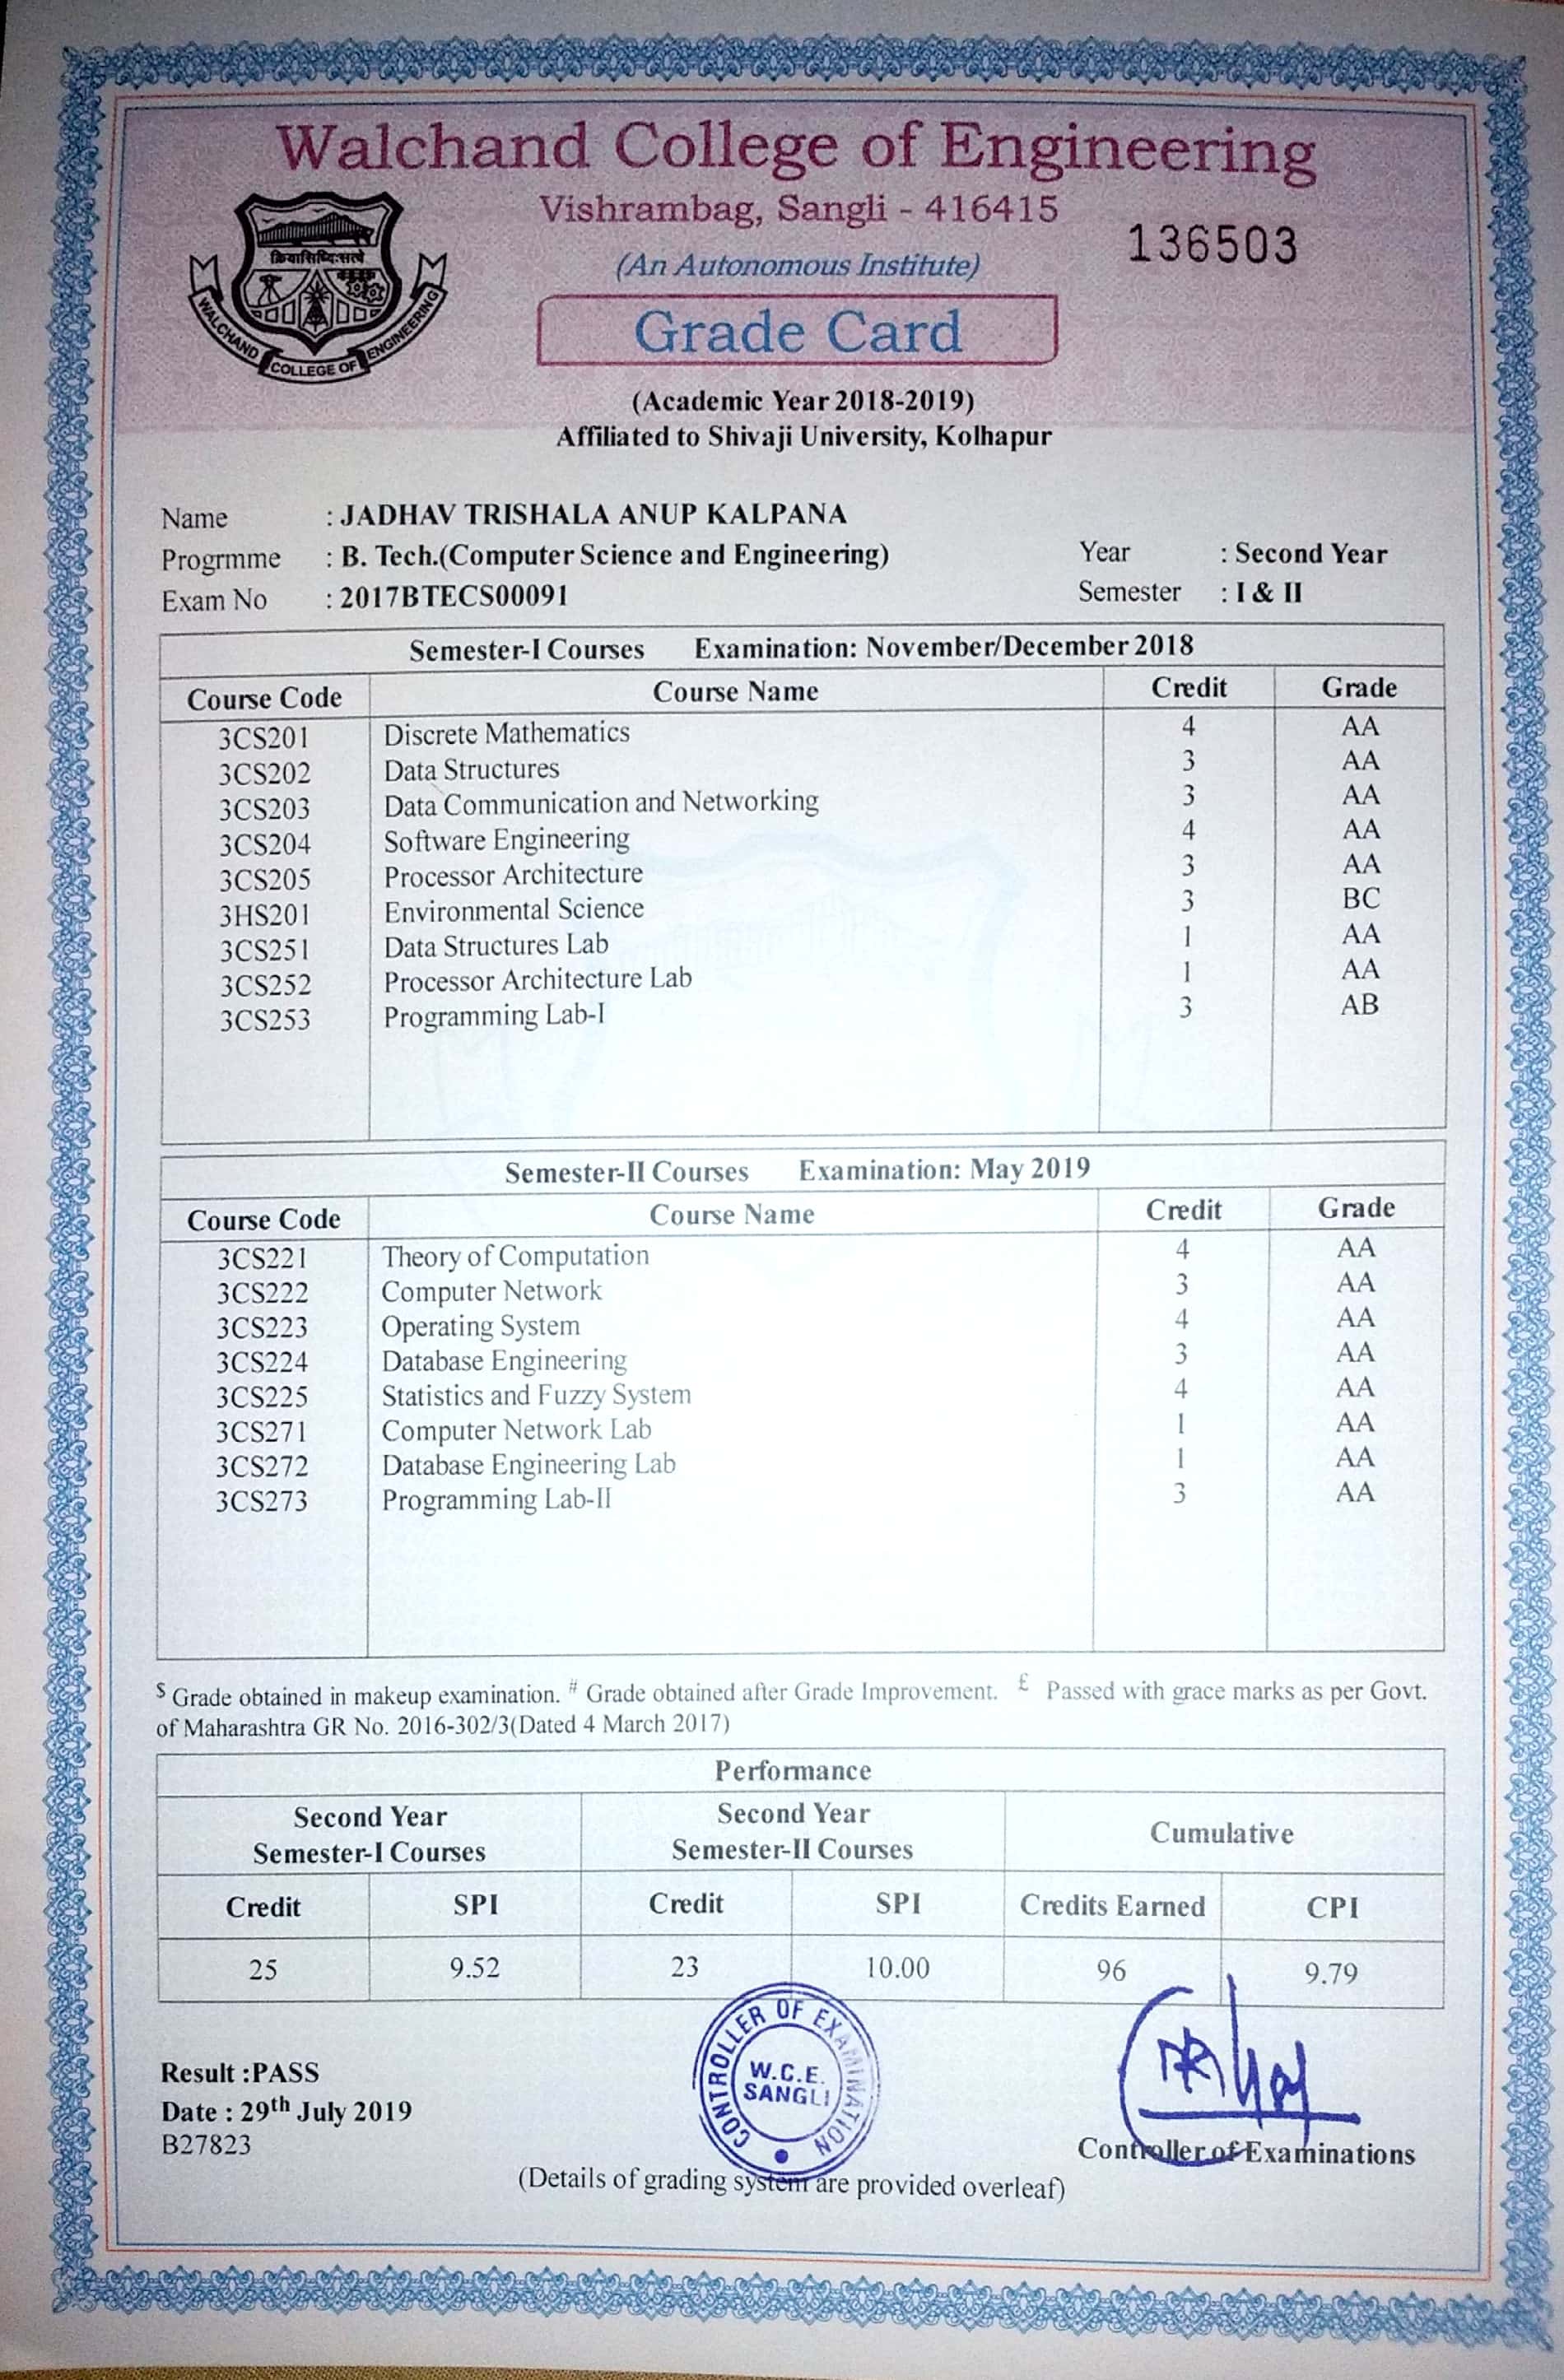 Walchand College of Engineering
Vishrambag, Sangli - 416415
136503
(An Autonomous Institute)
क्रियासिध्दिःसत्वे
WALCHAND COLLEGE OF ENGINEERING
Grade Card
(Academic Year 2018-2019)
Affiliated to Shivaji University, Kolhapur
Name : JADHAV TRISHALA ANUP KALPANA
Progrmme : B. Tech.(Computer Science and Engineering) Year : Second Year
Exam No : 2017BTECS00091 Semester : I & II
Semester-I Courses Examination: November/December 2018
Course Code Course Name Credit Grade
3CS201 Discrete Mathematics 4 AA
3CS202 Data Structures 3 AA
3CS203 Data Communication and Networking 3 AA
3CS204 Software Engineering 4 AA
3CS205 Processor Architecture 3 AA
3HS201 Environmental Science 3 BC
3CS251 Data Structures Lab 1 AA
3CS252 Processor Architecture Lab 1 AA
3CS253 Programming Lab-I 3 AB
Semester-II Courses Examination: May 2019
Course Code Course Name Credit Grade
3CS221 Theory of Computation 4 AA
3CS222 Computer Network 3 AA
3CS223 Operating System 4 AA
3CS224 Database Engineering 3 AA
3CS225 Statistics and Fuzzy System 4 AA
3CS271 Computer Network Lab 1 AA
3CS272 Database Engineering Lab 1 AA
3CS273 Programming Lab-II 3 AA
$ Grade obtained in makeup examination. # Grade obtained after Grade Improvement. £ Passed with grace marks as per Govt.
of Maharashtra GR No. 2016-302/3(Dated 4 March 2017)
Performance
Second Year Second Year Cumulative
Semester-I Courses Semester-II Courses
Credit SPI Credit SPI Credits Earned CPI
25 9.52 23 10.00 96 9.79
CONTROLLER OF EXAMINATION
W.C.E.
SANGLI
Result :PASS
Date : 29th July 2019
B27823
Controller of Examinations
(Details of grading system are provided overleaf)